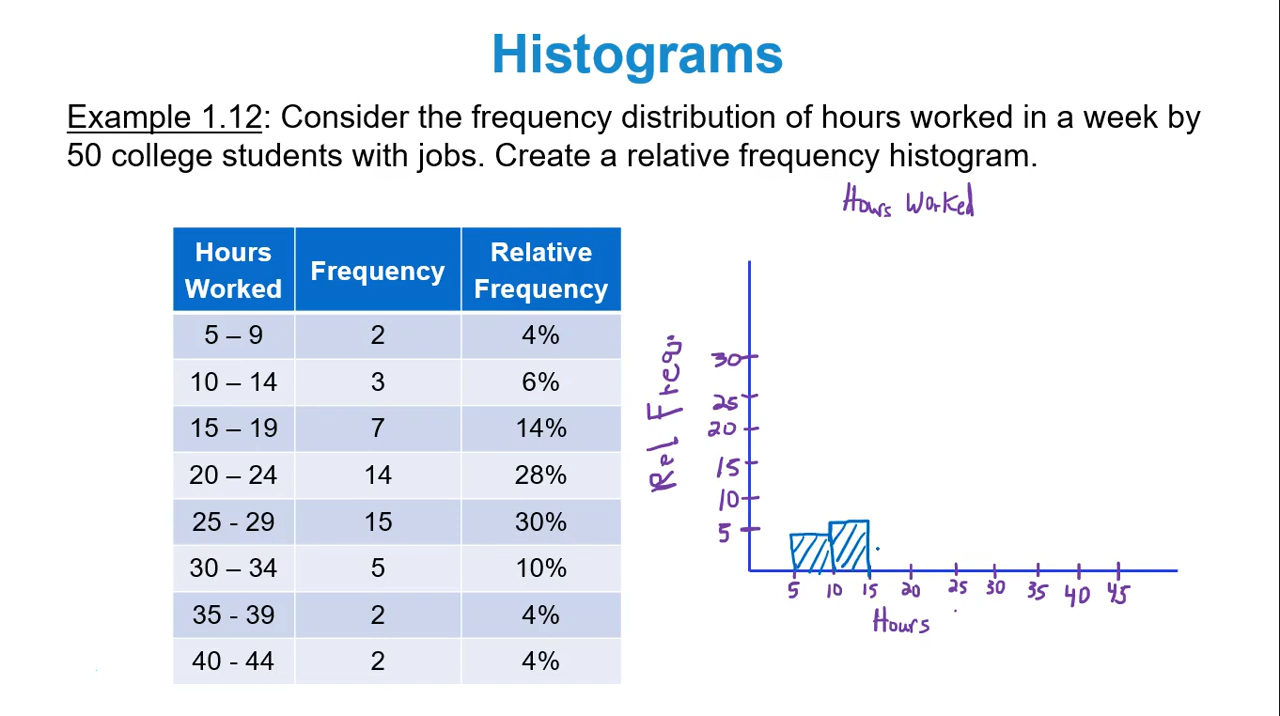 Histograms
Example 1.12: Consider the frequency distribution of hours worked in a week by
50 college students with jobs. Create a relative frequency histogram.
Hours Worked
Hours Worked Frequency Relative Frequency
5 – 9 2 4%
10 – 14 3 6%
15 – 19 7 14%
20 – 24 14 28%
25 - 29 15 30%
30 – 34 5 10%
35 - 39 2 4%
40 - 44 2 4%
Rel Freq.
30
25
20
15
10
5
5 10 15 20 25 30 35 40 45
Hours